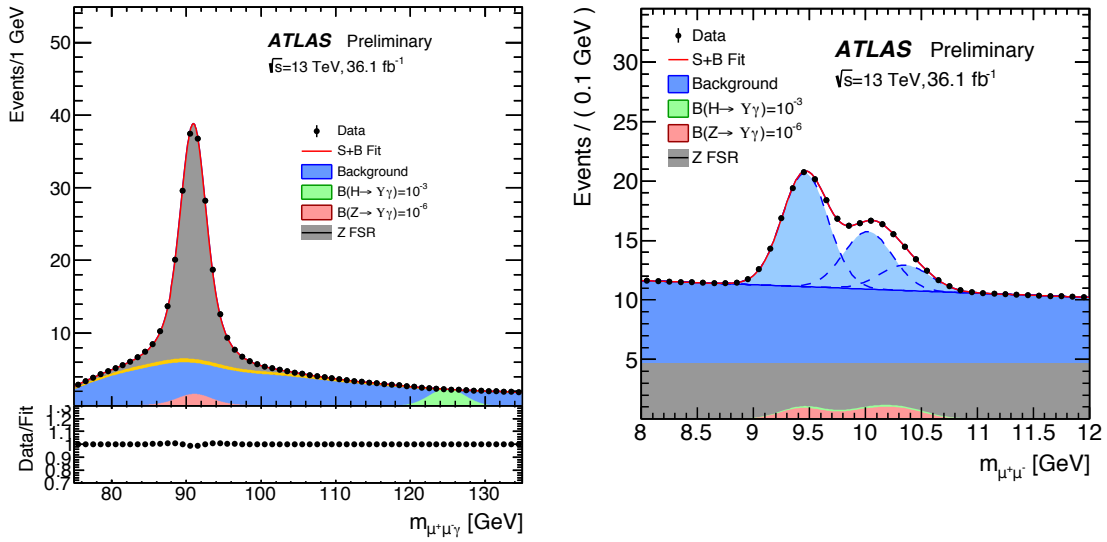 Events/1 GeV
50
40
30
20
10
ATLAS Preliminary
√s=13 TeV, 36.1 fb⁻¹
Data
S+B Fit
Background
B(H→ Υγ)=10⁻³
B(Z→ Υγ)=10⁻⁶
Z FSR
Data/Fit
1.2
1.1
1.0
0.9
0.8
0.7
80 90 100 110 120 130
m_μ⁺μ⁻γ [GeV]
Events / ( 0.1 GeV )
30
25
20
15
10
5
Data
S+B Fit
Background
B(H→ Υγ)=10⁻³
B(Z→ Υγ)=10⁻⁶
Z FSR
ATLAS Preliminary
√s=13 TeV, 36.1 fb⁻¹
8 8.5 9 9.5 10 10.5 11 11.5 12
m_μ⁺μ⁻ [GeV]